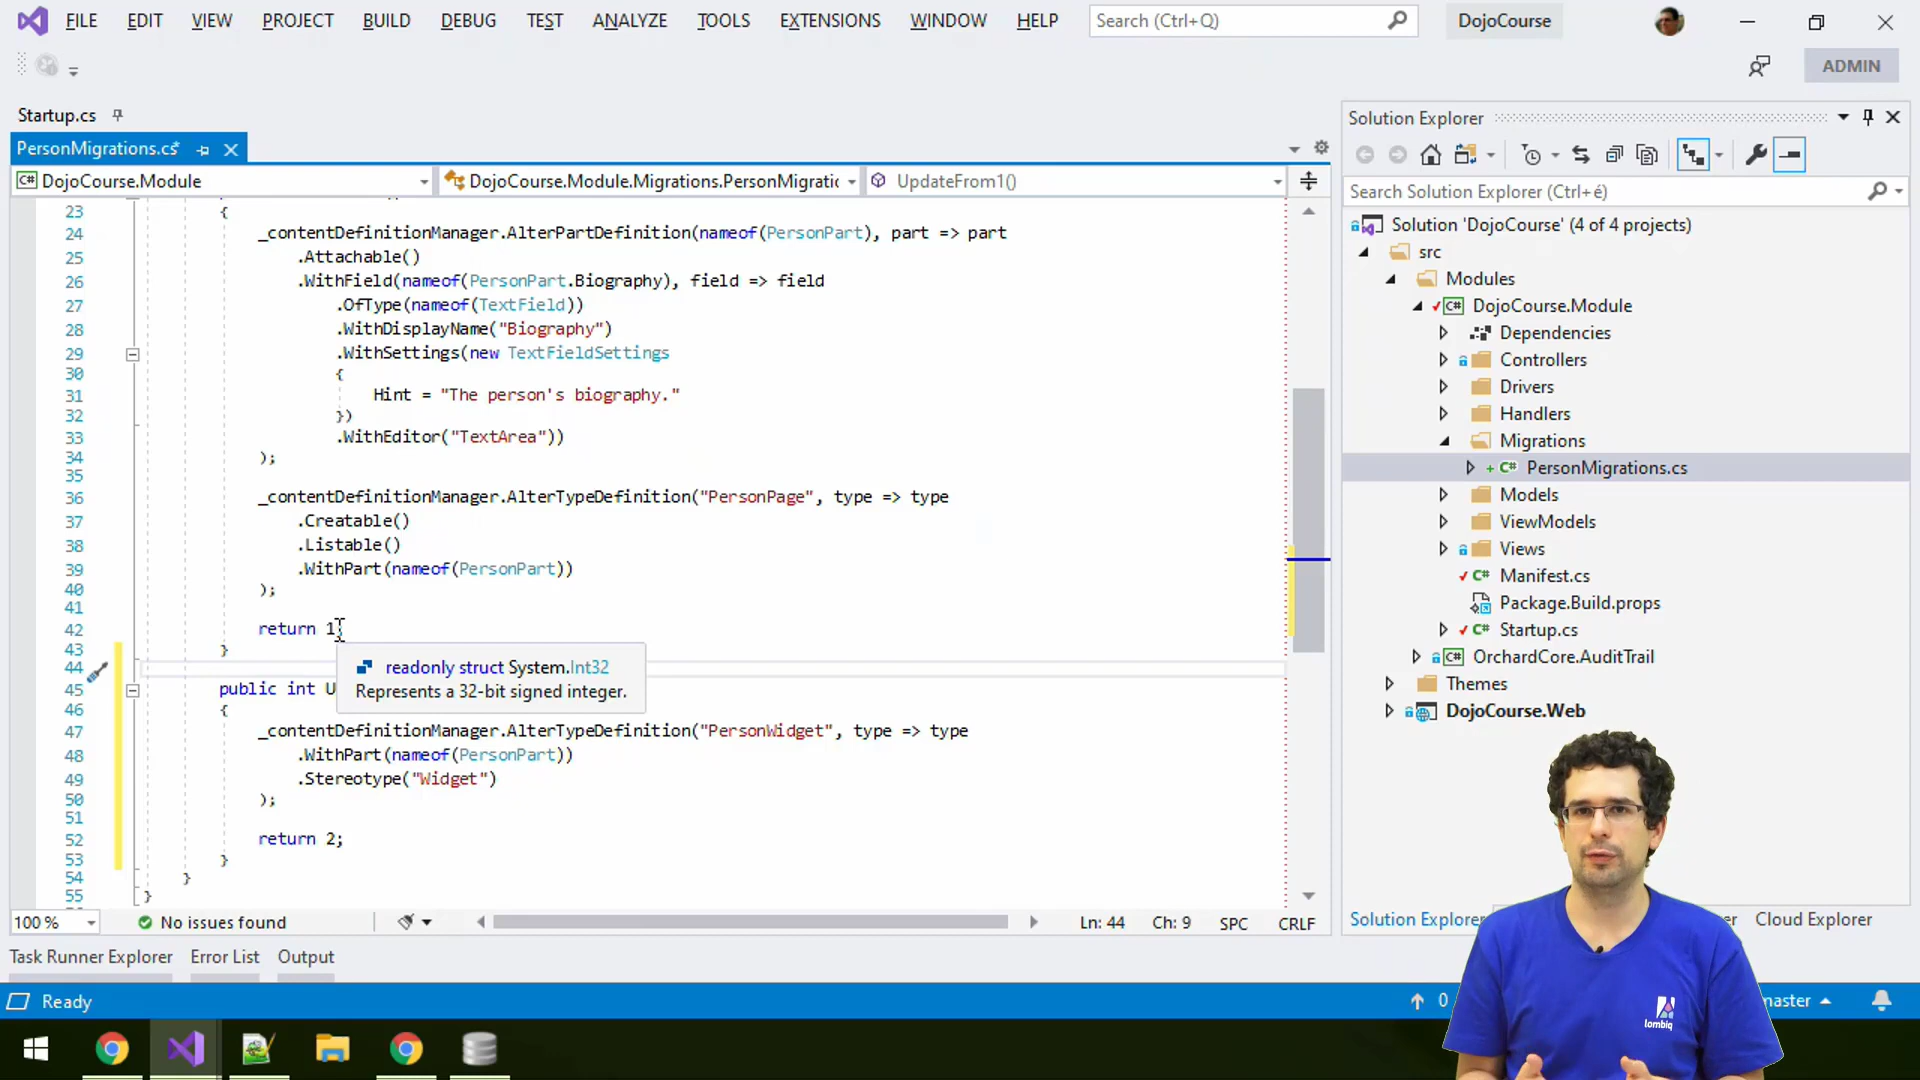 FILE EDIT VIEW PROJECT BUILD DEBUG TEST ANALYZE TOOLS EXTENSIONS WINDOW HELP Search (Ctrl+Q) DojoCourse
ADMIN
Startup.cs
PersonMigrations.cs*
DojoCourse.Module DojoCourse.Module.Migrations.PersonMigratic UpdateFrom1()
23 {
24 _contentDefinitionManager.AlterPartDefinition(nameof(PersonPart), part => part
25 .Attachable()
26 .WithField(nameof(PersonPart.Biography), field => field
27 .OfType(nameof(TextField))
28 .WithDisplayName("Biography")
29 .WithSettings(new TextFieldSettings
30 {
31 Hint = "The person's biography."
32 })
33 .WithEditor("TextArea"))
34 );
35
36 _contentDefinitionManager.AlterTypeDefinition("PersonPage", type => type
37 .Creatable()
38 .Listable()
39 .WithPart(nameof(PersonPart))
40 );
41
42 return 1;
43 }
44
readonly struct System.Int32
Represents a 32-bit signed integer.
45 public int U
46 {
47 _contentDefinitionManager.AlterTypeDefinition("PersonWidget", type => type
48 .WithPart(nameof(PersonPart))
49 .Stereotype("Widget")
50 );
51
52 return 2;
53 }
54 }
55 }
100 % No issues found Ln: 44 Ch: 9 SPC CRLF
Task Runner Explorer Error List Output
Solution Explorer
Search Solution Explorer (Ctrl+é)
Solution 'DojoCourse' (4 of 4 projects)
src
Modules
DojoCourse.Module
Dependencies
Controllers
Drivers
Handlers
Migrations
PersonMigrations.cs
Models
ViewModels
Views
Manifest.cs
Package.Build.props
Startup.cs
OrchardCore.AuditTrail
Themes
DojoCourse.Web
Solution Explorer er Cloud Explorer
Ready 0 master
lombiq